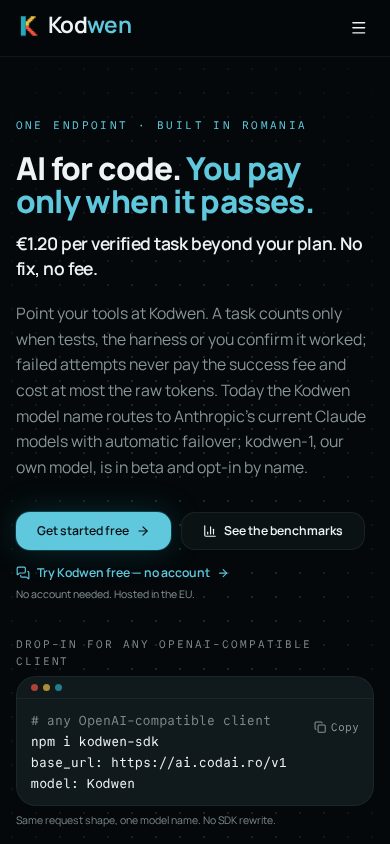 Kodwen
ONE ENDPOINT · BUILT IN ROMANIA
AI for code. You pay
only when it passes.
€1.20 per verified task beyond your plan. No
fix, no fee.
Point your tools at Kodwen. A task counts only
when tests, the harness or you confirm it worked;
failed attempts never pay the success fee and
cost at most the raw tokens. Today the Kodwen
model name routes to Anthropic's current Claude
models with automatic failover; kodwen-1, our
own model, is in beta and opt-in by name.
Get started free →
See the benchmarks
Try Kodwen free — no account →
No account needed. Hosted in the EU.
DROP-IN FOR ANY OPENAI-COMPATIBLE
CLIENT
# any OpenAI-compatible client
Copy
npm i kodwen-sdk
base_url: https://ai.codai.ro/v1
model: Kodwen
Same request shape, one model name. No SDK rewrite.